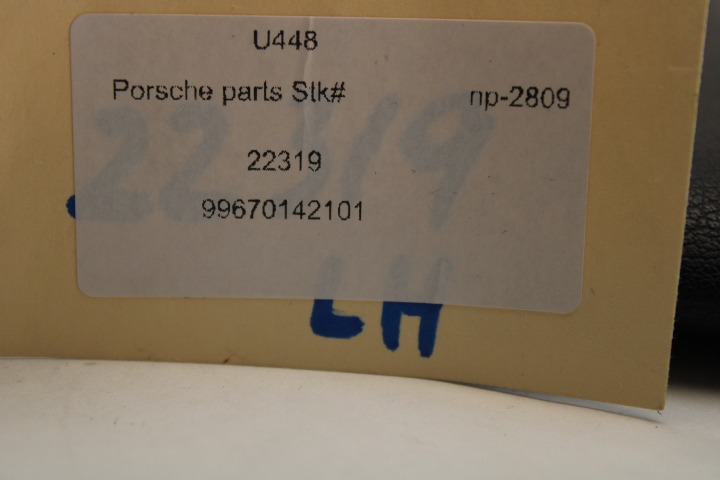 U448
Porsche parts Stk# np-2809
22319
99670142101
22319
LH